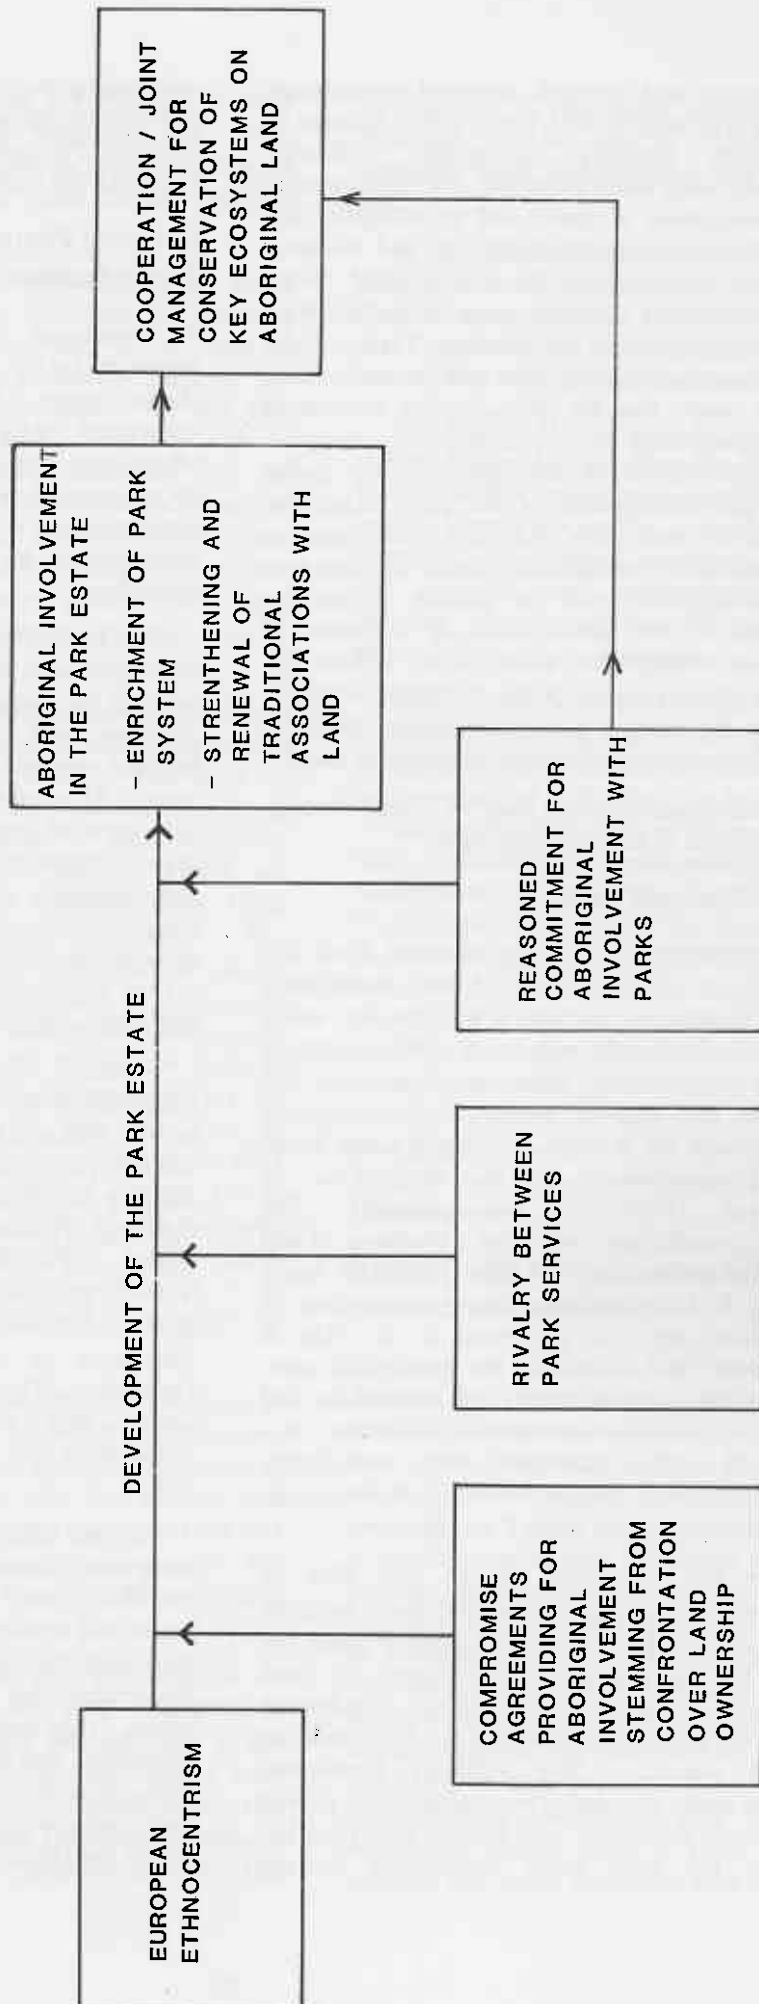 EUROPEAN
ETHNOCENTRISM
DEVELOPMENT OF THE PARK ESTATE
ABORIGINAL INVOLVEMENT
IN THE PARK ESTATE
- ENRICHMENT OF PARK
SYSTEM
- STRENTHENING AND
RENEWAL OF
TRADITIONAL
ASSOCIATIONS WITH
LAND
COOPERATION / JOINT
MANAGEMENT FOR
CONSERVATION OF
KEY ECOSYSTEMS ON
ABORIGINAL LAND
COMPROMISE
AGREEMENTS
PROVIDING FOR
ABORIGINAL
INVOLVEMENT
STEMMING FROM
CONFRONTATION
OVER LAND
OWNERSHIP
RIVALRY BETWEEN
PARK SERVICES
REASONED
COMMITMENT FOR
ABORIGINAL
INVOLVEMENT WITH
PARKS